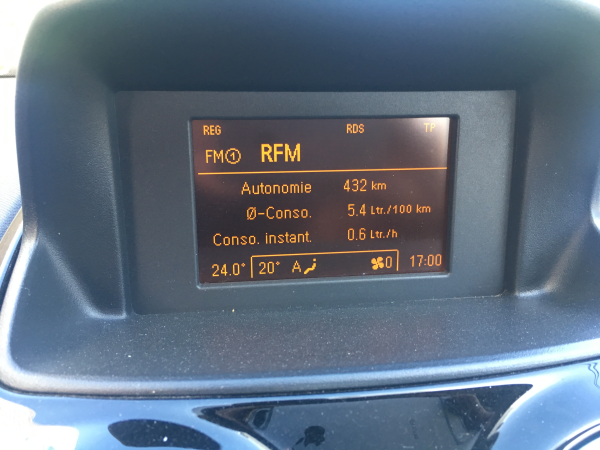 REG RDS TP
FM1 RFM
Autonomie 432 km
Ø-Conso. 5.4 Ltr./100 km
Conso. instant. 0.6 Ltr./h
24.0° 20° A 0 17:00